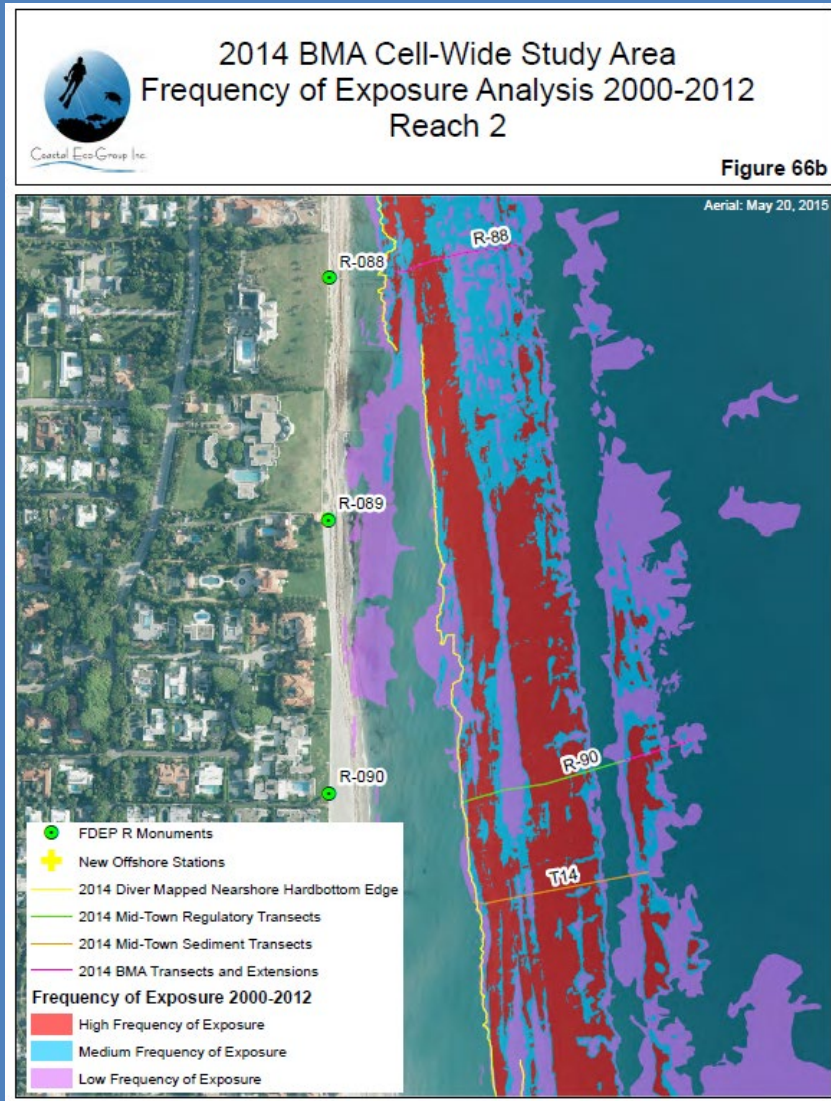 2014 BMA Cell-Wide Study Area
Frequency of Exposure Analysis 2000-2012
Reach 2
Coastal Eco-Group Inc.
Figure 66b
Aerial: May 20, 2015
R-88
R-088
R-089
R-90
R-090
T14
FDEP R Monuments
New Offshore Stations
2014 Diver Mapped Nearshore Hardbottom Edge
2014 Mid-Town Regulatory Transects
2014 Mid-Town Sediment Transects
2014 BMA Transects and Extensions
Frequency of Exposure 2000-2012
High Frequency of Exposure
Medium Frequency of Exposure
Low Frequency of Exposure